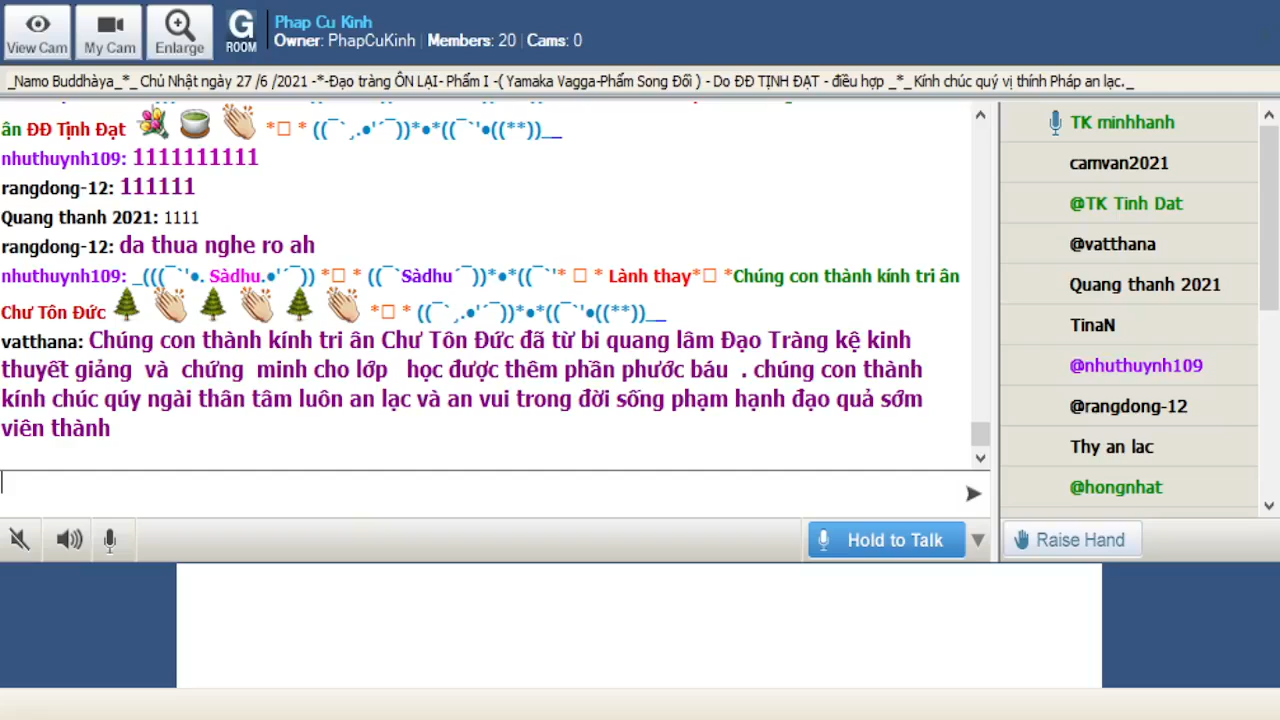 View Cam
My Cam
Enlarge
G
ROOM
Phap Cu Kinh
Owner: PhapCuKinh | Members: 20 | Cams: 0
_Namo Buddhàya_*_ Chủ Nhật ngày 27 /6 /2021 -*-Đạo tràng ÔN LẠI- Phẩm I -( Yamaka Vagga-Phẩm Song Đối ) - Do ĐĐ TỊNH ĐẠT - điều hợp _*_ Kính chúc quý vị thính Pháp an lạc._
ân ĐĐ Tịnh Đạt *□ * ((¯`¸.●'´¯))*●*((¯`'●((**))__
nhuthuynh109: 1111111111
rangdong-12: 111111
Quang thanh 2021: 1111
rangdong-12: da thua nghe ro ah
nhuthuynh109: _(((¯`'●. Sàdhu.●'´¯)) *□ * ((¯`Sàdhu´¯))*●*((¯`'* □ * Lành thay*□ *Chúng con thành kính tri ân
Chư Tôn Đức *□ * ((¯`¸.●'´¯))*●*((¯`'●((**))__
vatthana: Chúng con thành kính tri ân Chư Tôn Đức đã từ bi quang lâm Đạo Tràng kệ kinh
thuyết giảng và chứng minh cho lớp học được thêm phần phước báu . chúng con thành
kính chúc qúy ngài thân tâm luôn an lạc và an vui trong đời sống phạm hạnh đạo quả sớm
viên thành
TK minhhanh
camvan2021
@TK Tinh Dat
@vatthana
Quang thanh 2021
TinaN
@nhuthuynh109
@rangdong-12
Thy an lac
@hongnhat
Hold to Talk
Raise Hand